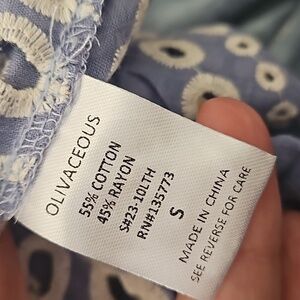 OLIVACEOUS
55% COTTON
45% RAYON
S#23-10LTH
RN#135773
S
MADE IN CHINA
SEE REVERSE FOR CARE